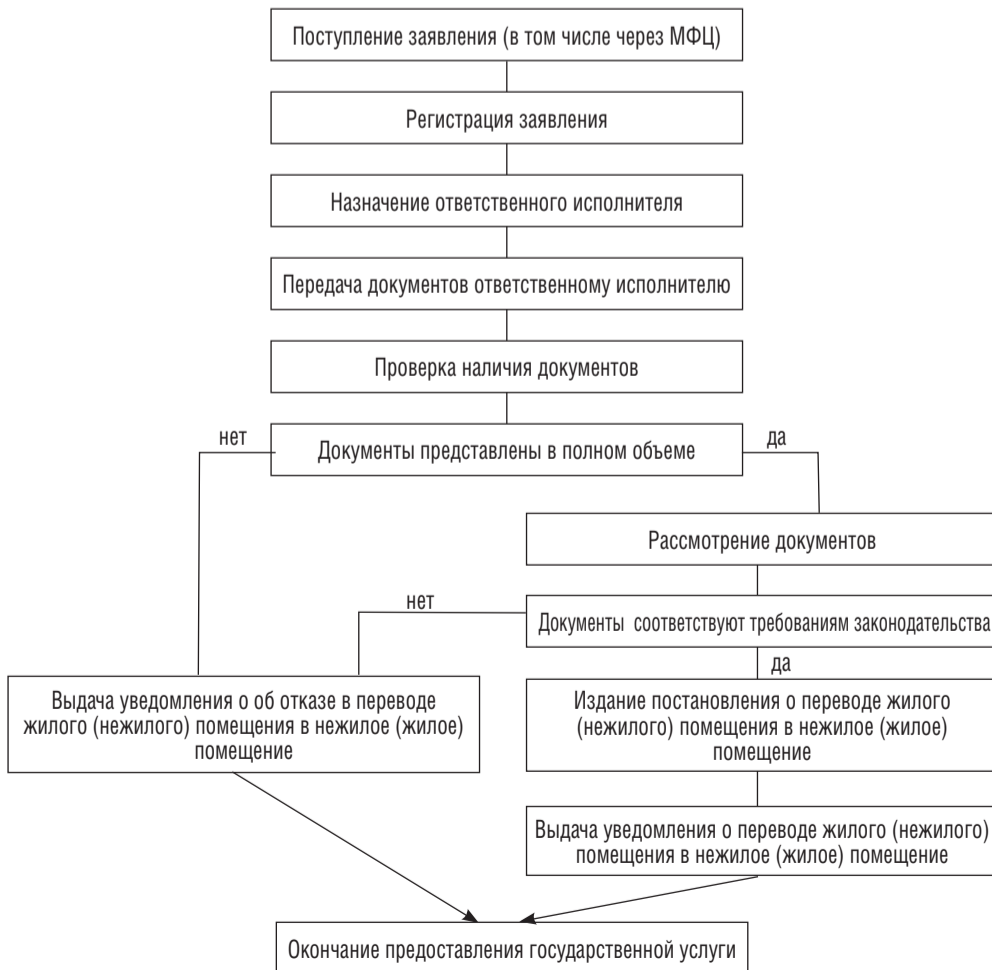 Поступление заявления (в том числе через МФЦ)
Регистрация заявления
Назначение ответственного исполнителя
Передача документов ответственному исполнителю
Проверка наличия документов
нет
Документы представлены в полном объеме
да
Рассмотрение документов
нет
Документы соответствуют требованиям законодательства
да
Выдача уведомления о об отказе в переводе
жилого (нежилого) помещения в нежилое (жилое)
помещение
Издание постановления о переводе жилого
(нежилого) помещения в нежилое (жилое)
помещение
Выдача уведомления о переводе жилого (нежилого)
помещения в нежилое (жилое) помещение
Окончание предоставления государственной услуги